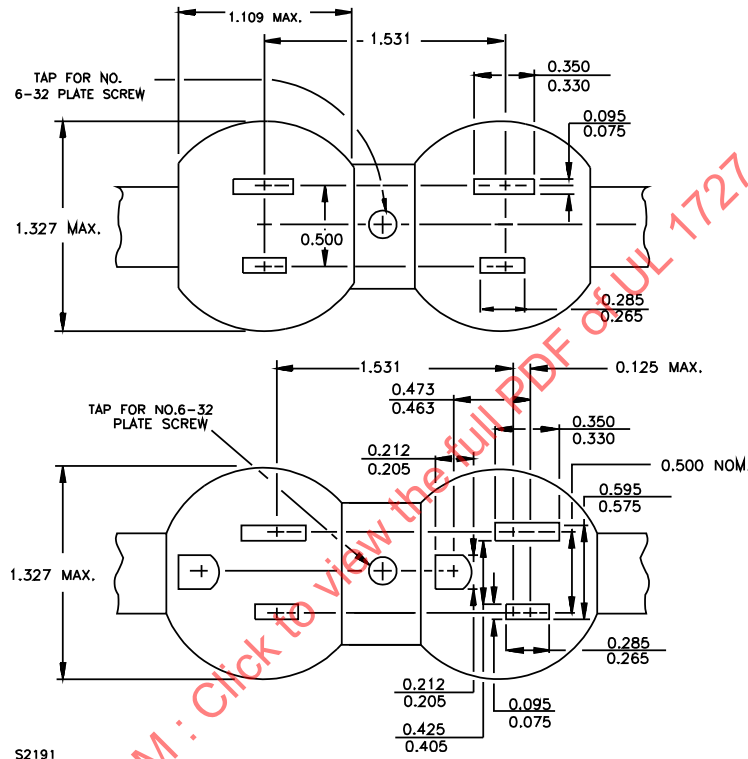 1.109 MAX.
1.531
TAP FOR NO.
6-32 PLATE SCREW
0.350
0.330
0.095
0.075
1.327 MAX.
0.500
0.285
0.265
1.531
0.125 MAX.
0.473
0.463
0.350
0.330
TAP FOR NO.6-32
PLATE SCREW
0.212
0.205
0.500 NOM.
0.595
0.575
1.327 MAX.
0.285
0.265
0.212
0.205
0.095
0.075
0.425
0.405
S2191
M : Click to view the full PDF of UL 1727